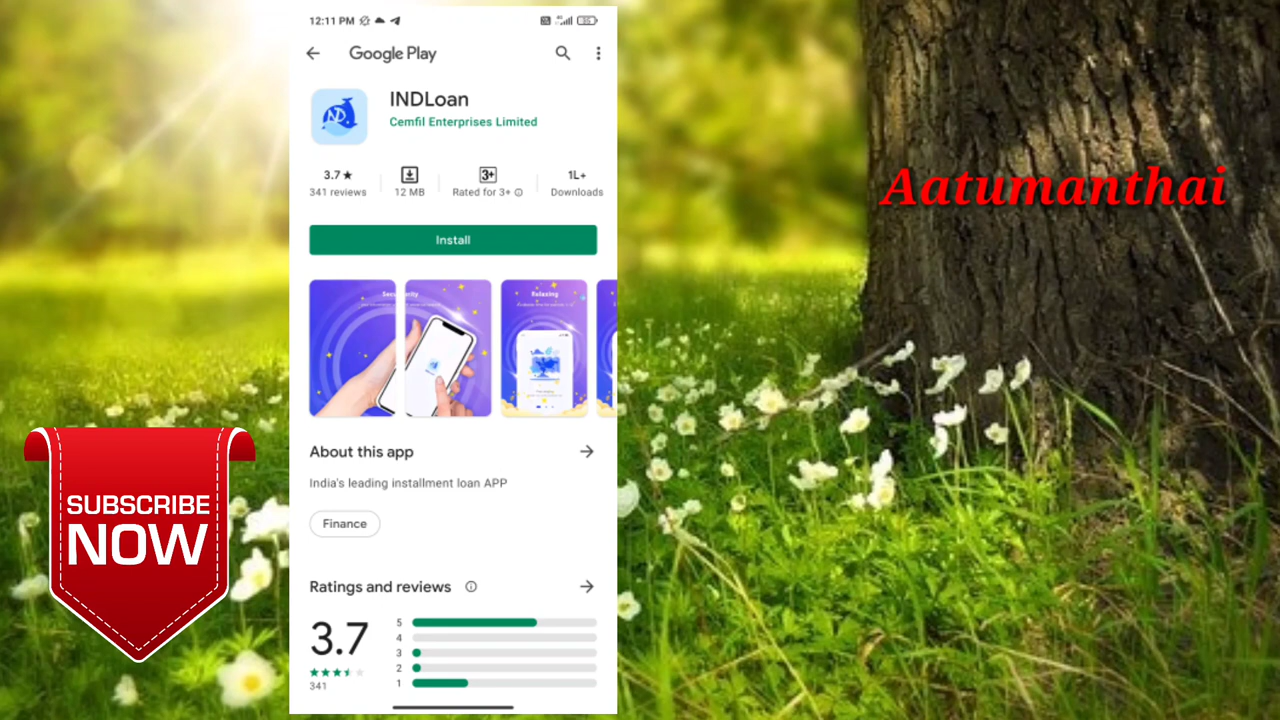 12:11 PM
Google Play
INDLoan
Cemfil Enterprises Limited
3.7★
341 reviews
12 MB
3+
Rated for 3+
1L+
Downloads
Install
Security
Relaxing
About this app
India's leading installment loan APP
Finance
Ratings and reviews
3.7
341
5
4
3
2
1
SUBSCRIBE
NOW
Aatumanthai